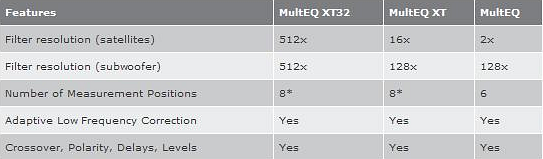 Features MultEQ XT32 MultEQ XT MultEQ
Filter resolution (satellites) 512x 16x 2x
Filter resolution (subwoofer) 512x 128x 128x
Number of Measurement Positions 8* 8* 6
Adaptive Low Frequency Correction Yes Yes Yes
Crossover, Polarity, Delays, Levels Yes Yes Yes